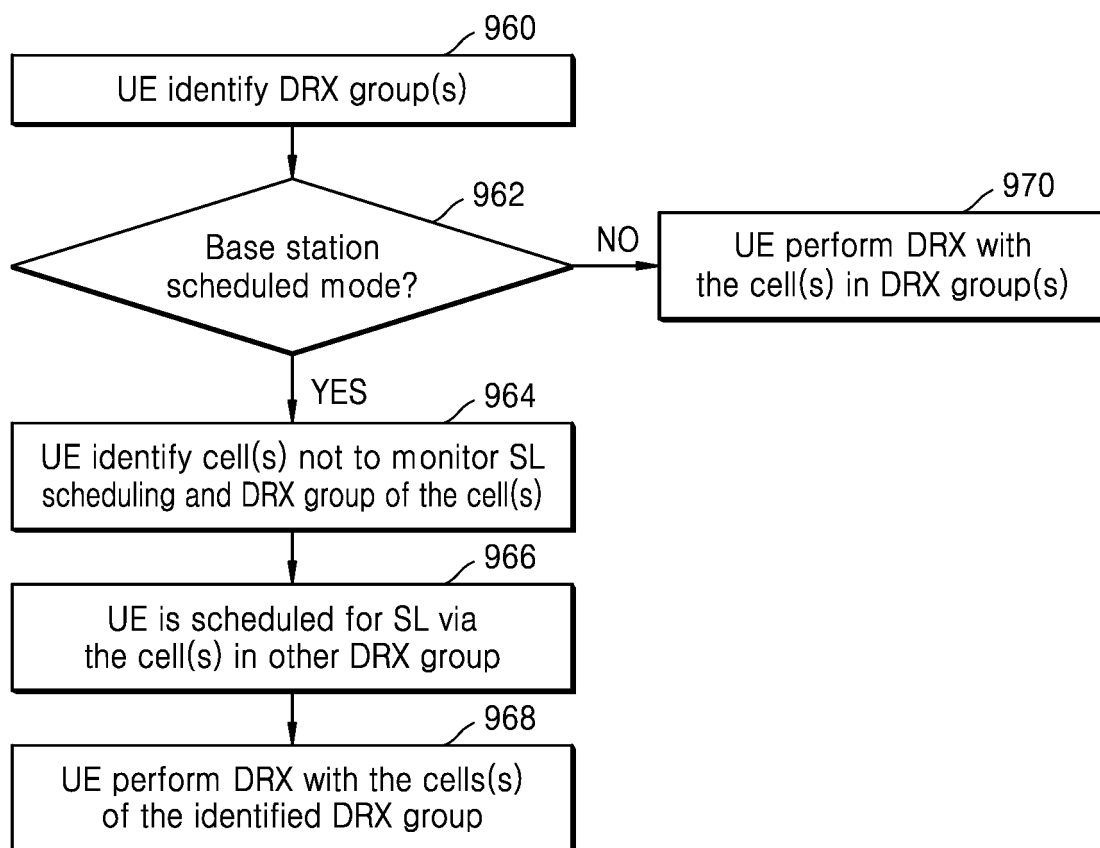 960
UE identify DRX group(s)
962
Base station
scheduled mode?
NO
970
UE perform DRX with
the cell(s) in DRX group(s)
YES
964
UE identify cell(s) not to monitor SL
scheduling and DRX group of the cell(s)
966
UE is scheduled for SL via
the cell(s) in other DRX group
968
UE perform DRX with the cells(s)
of the identified DRX group